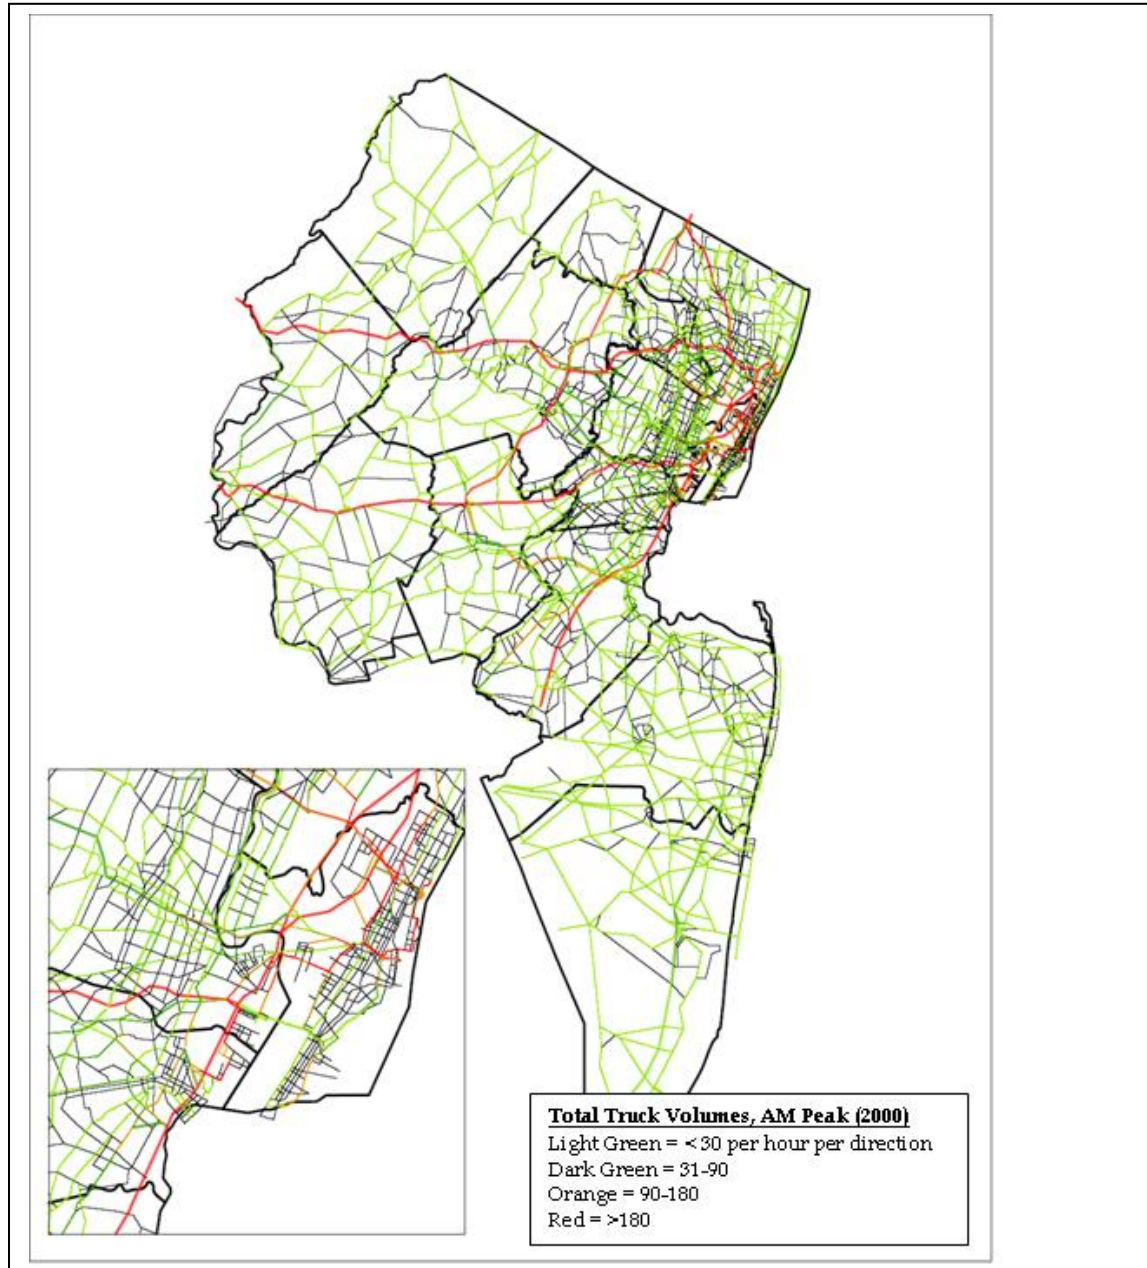 Total Truck Volumes, AM Peak (2000)
Light Green = <30 per hour per direction
Dark Green = 31-90
Orange = 90-180
Red = >180